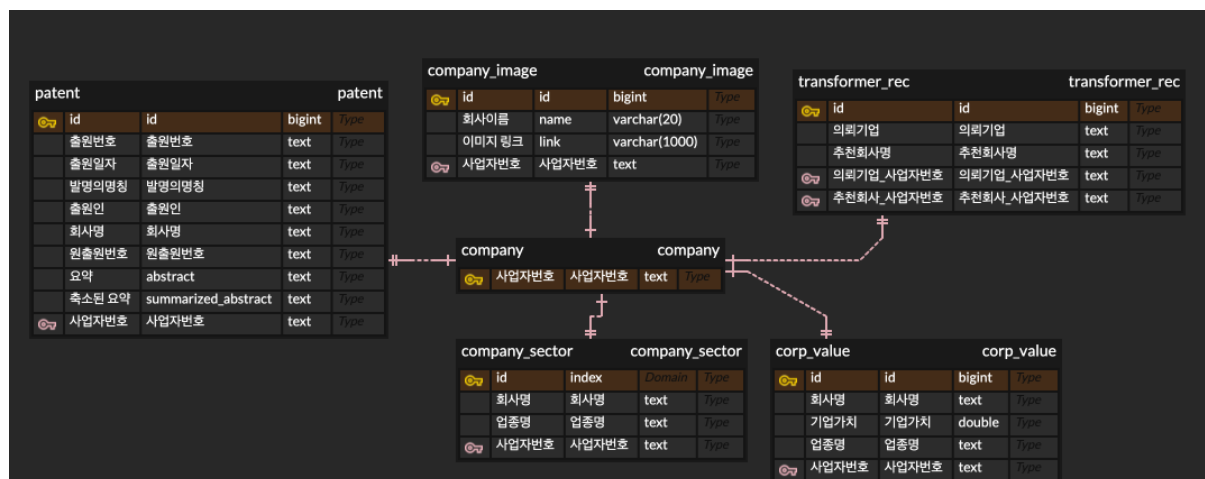 patent patent
id id bigint Type
출원번호 출원번호 text Type
출원일자 출원일자 text Type
발명의명칭 발명의명칭 text Type
출원인 출원인 text Type
회사명 회사명 text Type
원출원번호 원출원번호 text Type
요약 abstract text Type
축소된 요약 summarized_abstract text Type
사업자번호 사업자번호 text Type
company_image company_image
id id bigint Type
회사이름 name varchar(20) Type
이미지 링크 link varchar(1000) Type
사업자번호 사업자번호 text Type
transformer_rec transformer_rec
id id bigint Type
의뢰기업 의뢰기업 text Type
추천회사명 추천회사명 text Type
의뢰기업_사업자번호 의뢰기업_사업자번호 text Type
추천회사_사업자번호 추천회사_사업자번호 text Type
company company
사업자번호 사업자번호 text Type
company_sector company_sector
id index Domain Type
회사명 회사명 text Type
업종명 업종명 text Type
사업자번호 사업자번호 text Type
corp_value corp_value
id id bigint Type
회사명 회사명 text Type
기업가치 기업가치 double Type
업종명 업종명 text Type
사업자번호 사업자번호 text Type